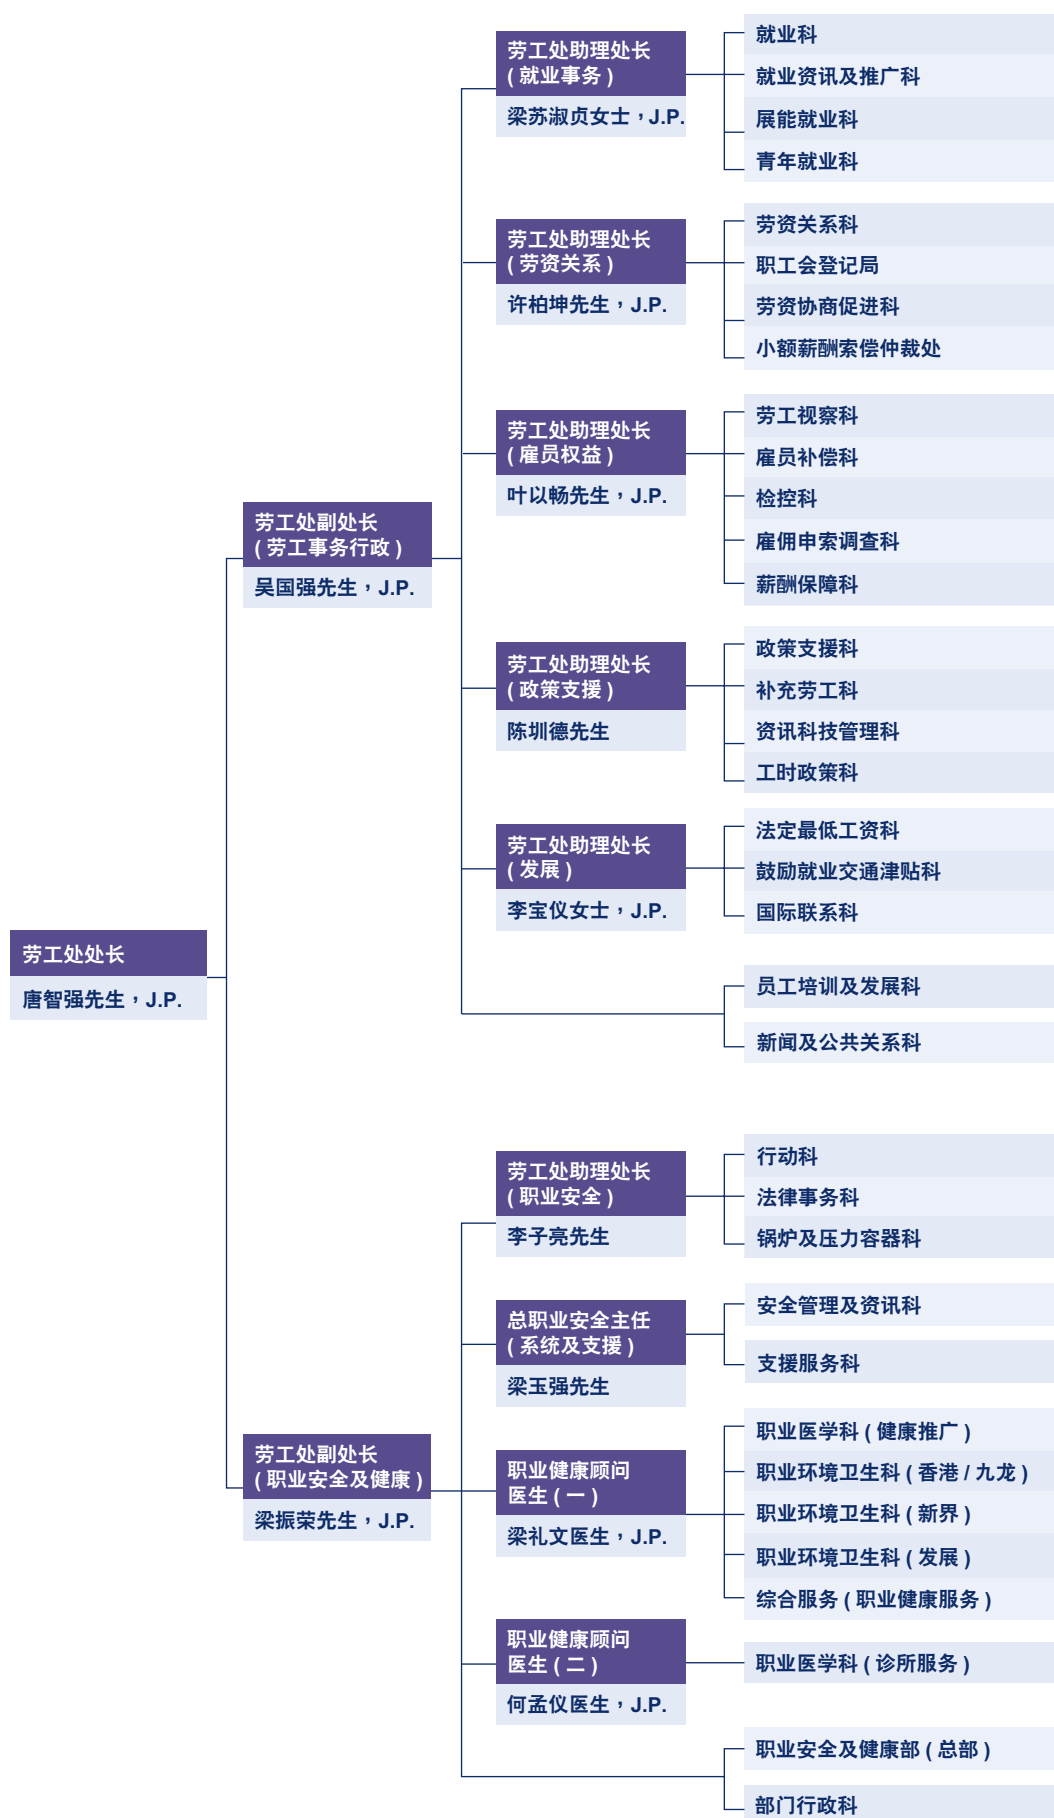 劳工处处长
唐智强先生，J.P.
劳工处副处长
( 劳工事务行政 )
吴国强先生，J.P.
劳工处助理处长
( 就业事务 )
梁苏淑贞女士，J.P.
就业科
就业资讯及推广科
展能就业科
青年就业科
劳工处助理处长
( 劳资关系 )
许柏坤先生，J.P.
劳资关系科
职工会登记局
劳资协商促进科
小额薪酬索偿仲裁处
劳工处助理处长
( 雇员权益 )
叶以畅先生，J.P.
劳工视察科
雇员补偿科
检控科
雇佣申索调查科
薪酬保障科
劳工处助理处长
( 政策支援 )
陈圳德先生
政策支援科
补充劳工科
资讯科技管理科
工时政策科
劳工处助理处长
( 发展 )
李宝仪女士，J.P.
法定最低工资科
鼓励就业交通津贴科
国际联系科
员工培训及发展科
新闻及公共关系科
劳工处副处长
( 职业安全及健康 )
梁振荣先生，J.P.
劳工处助理处长
( 职业安全 )
李子亮先生
行动科
法律事务科
锅炉及压力容器科
总职业安全主任
( 系统及支援 )
梁玉强先生
安全管理及资讯科
支援服务科
职业健康顾问
医生 ( 一 )
梁礼文医生，J.P.
职业医学科 ( 健康推广 )
职业环境卫生科 ( 香港 / 九龙 )
职业环境卫生科 ( 新界 )
职业环境卫生科 ( 发展 )
综合服务 ( 职业健康服务 )
职业健康顾问
医生 ( 二 )
何孟仪医生，J.P.
职业医学科 ( 诊所服务 )
职业安全及健康部 ( 总部 )
部门行政科